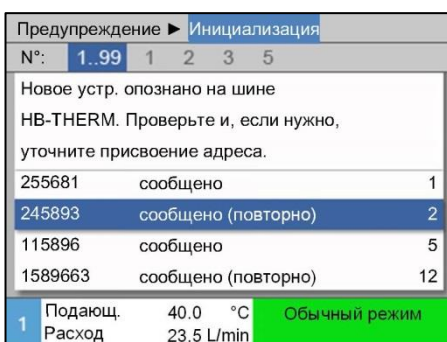 Предупреждение ► Инициализация
N°: 1..99 1 2 3 5
Новое устр. опознано на шине
HB-THERM. Проверьте и, если нужно,
уточните присвоение адреса.
255681 сообщено 1
245893 сообщено (повторно) 2
115896 сообщено 5
1589663 сообщено (повторно) 12
1 Подающ. 40.0 °C Обычный режим
Расход 23.5 L/min